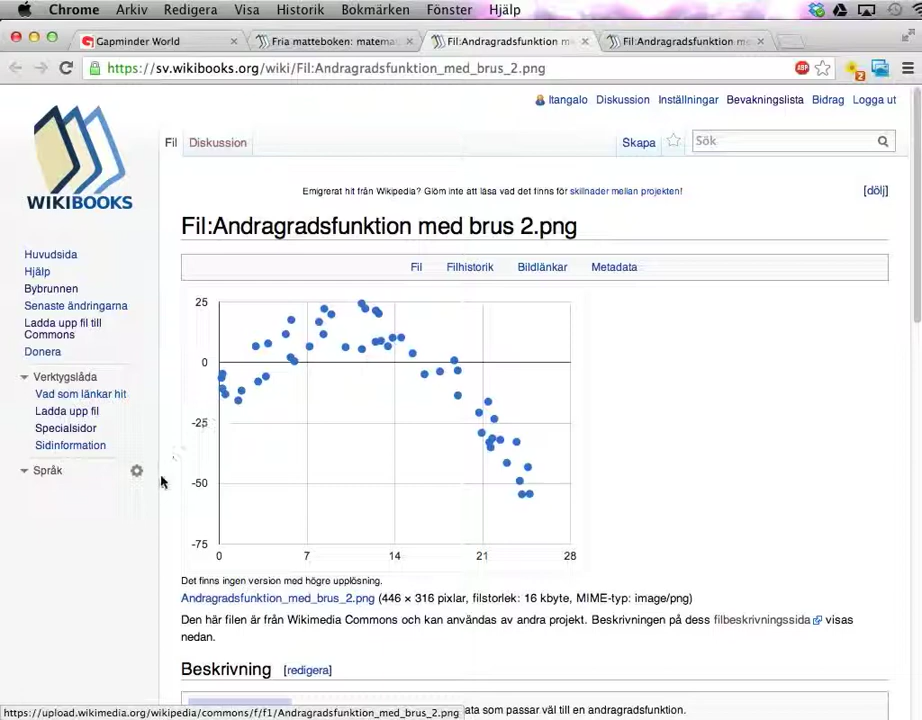 Chrome Arkiv Redigera Visa Historik Bokmärken Fönster Hjälp
Gapminder World
Fria matteboken: matema
Fil:Andragradsfunktion m
Fil:Andragradsfunktion me
https://sv.wikibooks.org/wiki/Fil:Andragradsfunktion_med_brus_2.png
ABP
2
Itangalo Diskussion Inställningar Bevakningslista Bidrag Logga ut
Fil Diskussion Skapa Sök
WIKIBOOKS
Emigrerat hit från Wikipedia? Glöm inte att läsa vad det finns för skillnader mellan projekten! [dölj]
Fil:Andragradsfunktion med brus 2.png
Fil Filhistorik Bildlänkar Metadata
Huvudsida
Hjälp
Bybrunnen
Senaste ändringarna
Ladda upp fil till
Commons
Donera
Verktygslåda
Vad som länkar hit
Ladda upp fil
Specialsidor
Sidinformation
Språk
25
0
-25
-50
-75
0 7 14 21 28
Det finns ingen version med högre upplösning.
Andragradsfunktion_med_brus_2.png (446 × 316 pixlar, filstorlek: 16 kbyte, MIME-typ: image/png)
Den här filen är från Wikimedia Commons och kan användas av andra projekt. Beskrivningen på dess filbeskrivningssida visas
nedan.
Beskrivning [redigera]
ata som passar väl till en andragradsfunktion.
https://upload.wikimedia.org/wikipedia/commons/f/f1/Andragradsfunktion_med_brus_2.png